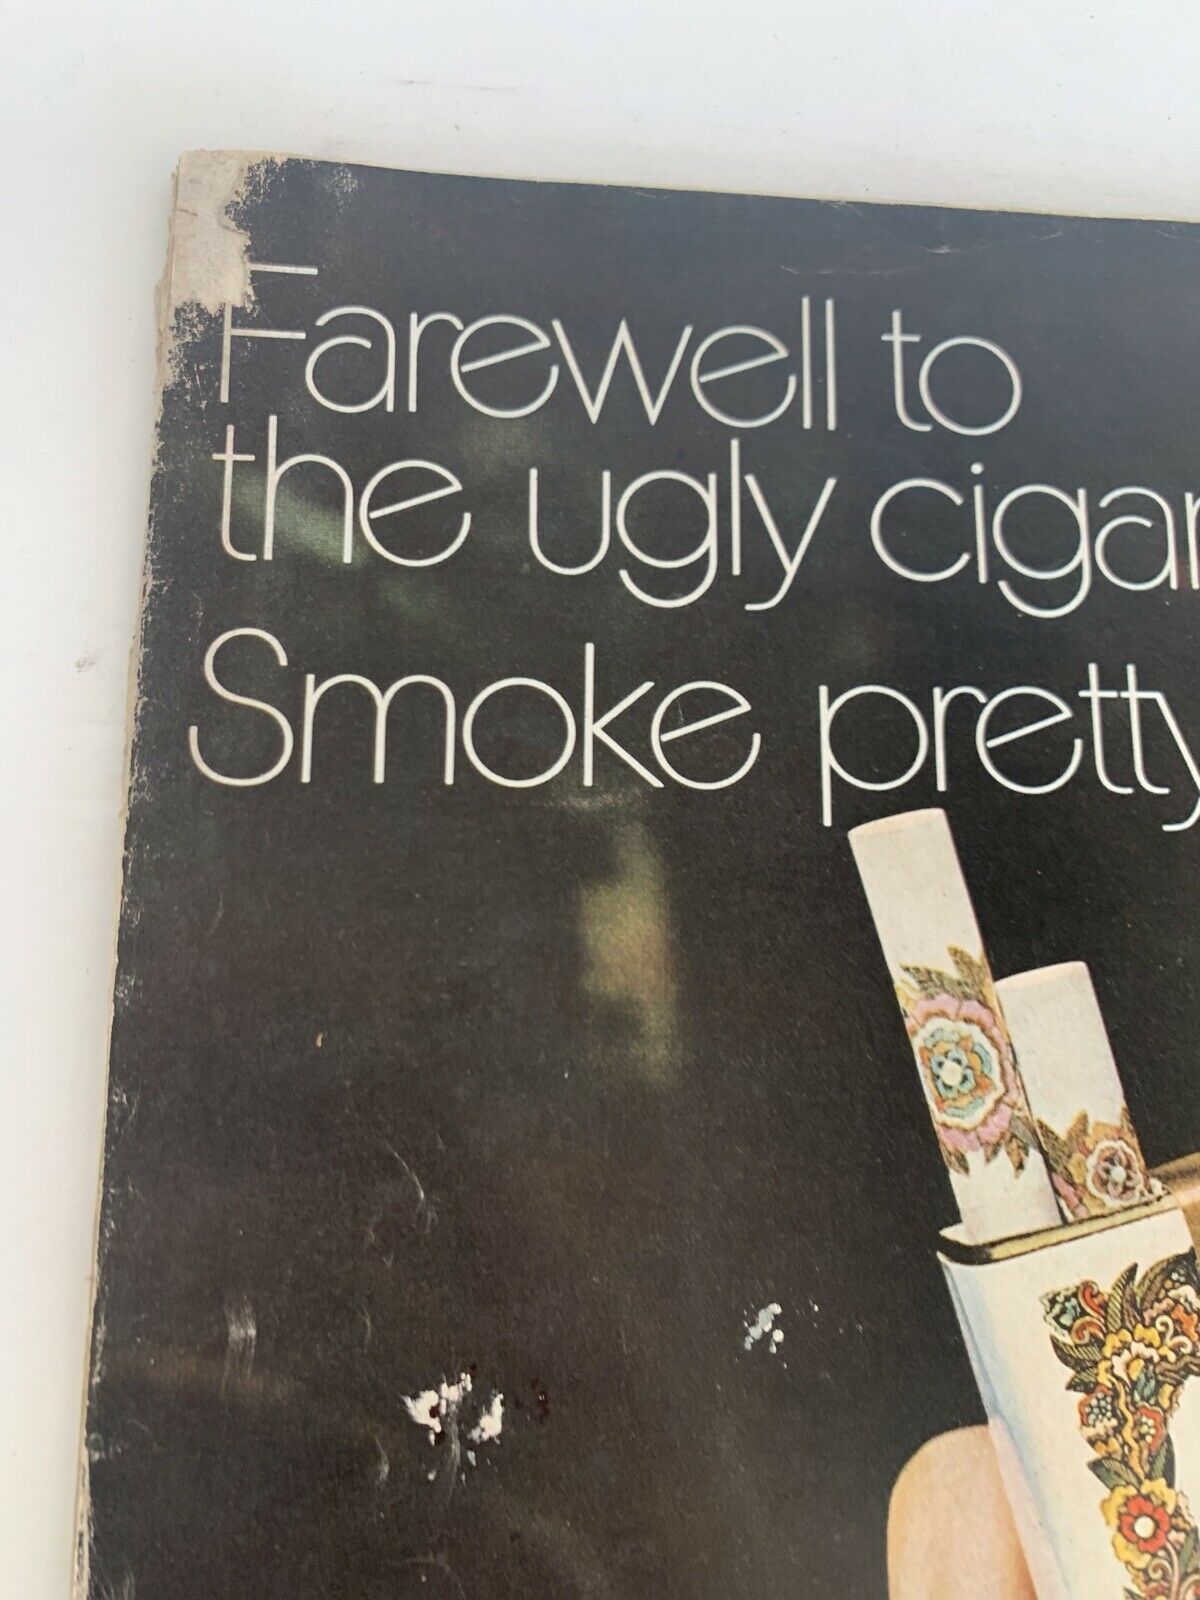 Farewell to
the ugly cigar
Smoke pretty